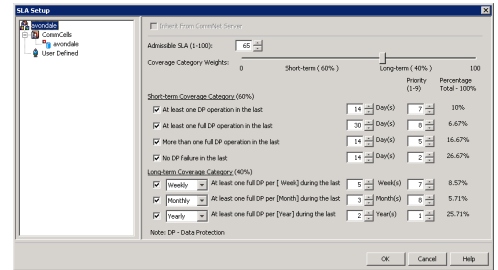 SLA Setup
avondale
CommCells
avondale
User Defined
Inherit From CommNet Server
Admissible SLA (1-100): 65
Coverage Category Weights: 0 Short-term ( 60% ) Long-term ( 40% ) 100
Priority (1-9) Percentage Total - 100%
Short-term Coverage Category (60%)
At least one DP operation in the last 14 Day(s) 7 10%
At least one full DP operation in the last 30 Day(s) 8 6.67%
More than one full DP operation in the last 14 Day(s) 5 16.67%
No DP Failure in the last 14 Day(s) 2 26.67%
Long-term Coverage Category (40%)
Weekly At least one full DP per [ Week] during the last 5 Week(s) 7 8.57%
Monthly At least one full DP per [Month] during the last 3 Month(s) 8 5.71%
Yearly At least one full DP per [Year] during the last 2 Year(s) 1 25.71%
Note: DP - Data Protection
OK Cancel Help